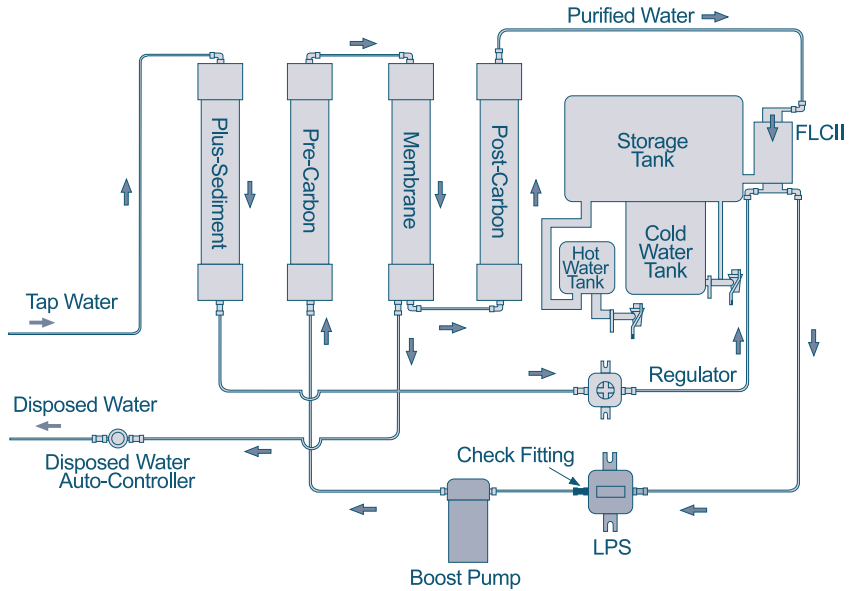 Purified Water
FLCII
Storage
Tank
Plus-Sediment
Pre-Carbon
Membrane
Post-Carbon
Hot
Water
Tank
Cold
Water
Tank
Tap Water
Regulator
Disposed Water
Disposed Water
Auto-Controller
Check Fitting
LPS
Boost Pump